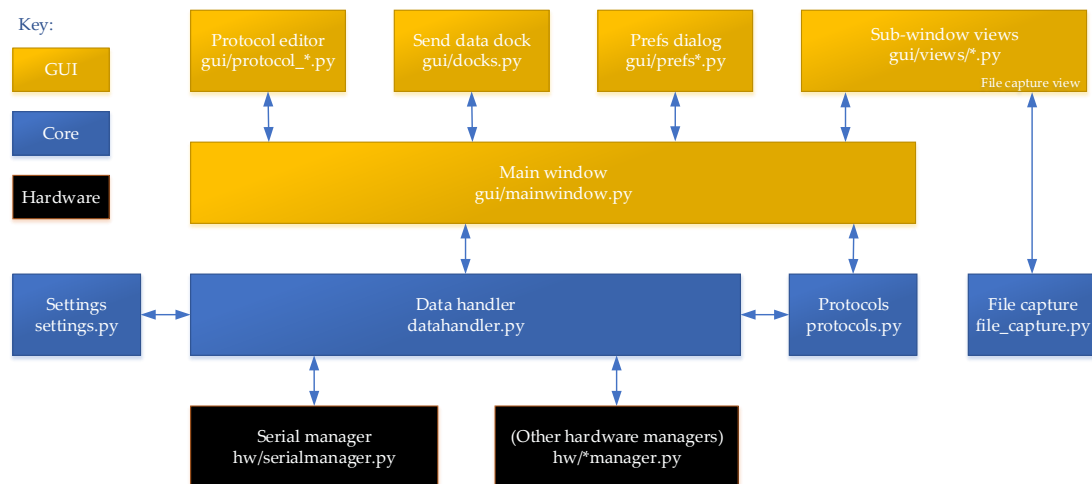 Key:
GUI
Core
Hardware
Protocol editor
gui/protocol_*.py
Send data dock
gui/docks.py
Prefs dialog
gui/prefs*.py
Sub-window views
gui/views/*.py
File capture view
Main window
gui/mainwindow.py
Settings
settings.py
Data handler
datahandler.py
Protocols
protocols.py
File capture
file_capture.py
Serial manager
hw/serialmanager.py
(Other hardware managers)
hw/*manager.py